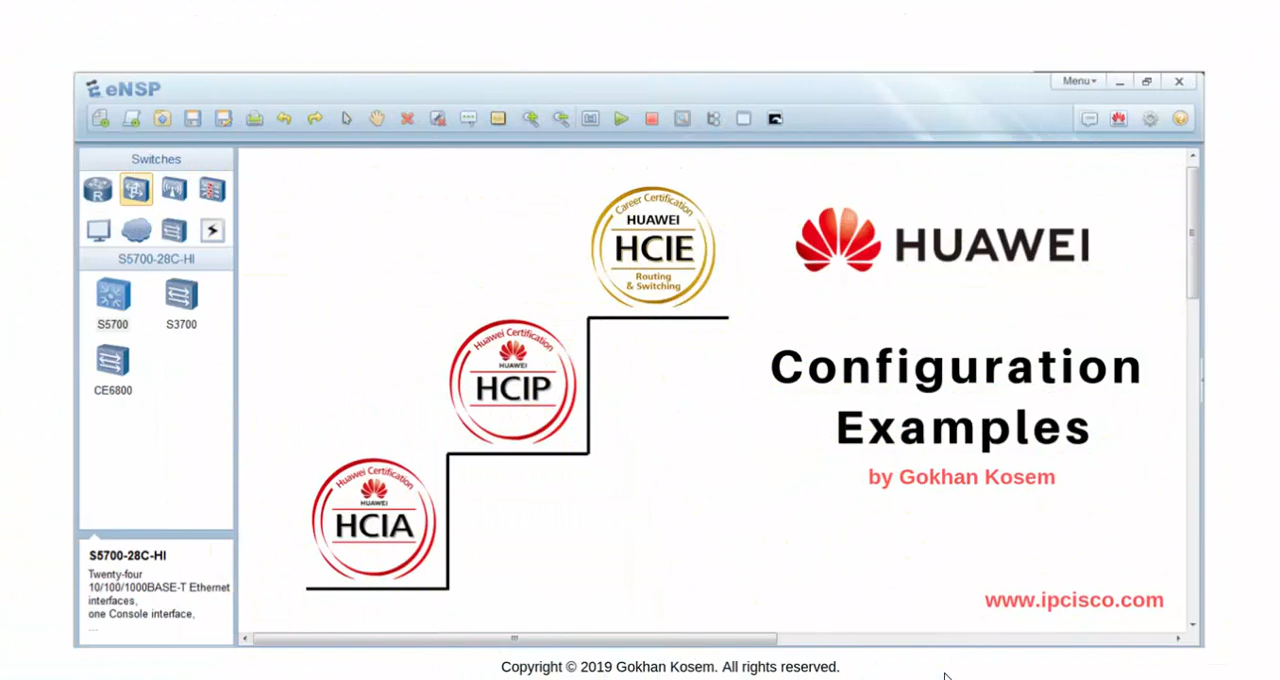 eNSP
Menu
Switches
R
S5700-28C-HI
S5700
S3700
CE6800
S5700-28C-HI
Twenty-four
10/100/1000BASE-T Ethernet
interfaces,
one Console interface,
...
Career Certification
HUAWEI
HCIE
Routing
& Switching
Huawei Certification
HUAWEI
HCIP
Huawei Certification
HUAWEI
HCIA
HUAWEI
Configuration
Examples
by Gokhan Kosem
www.ipcisco.com
Copyright © 2019 Gokhan Kosem. All rights reserved.